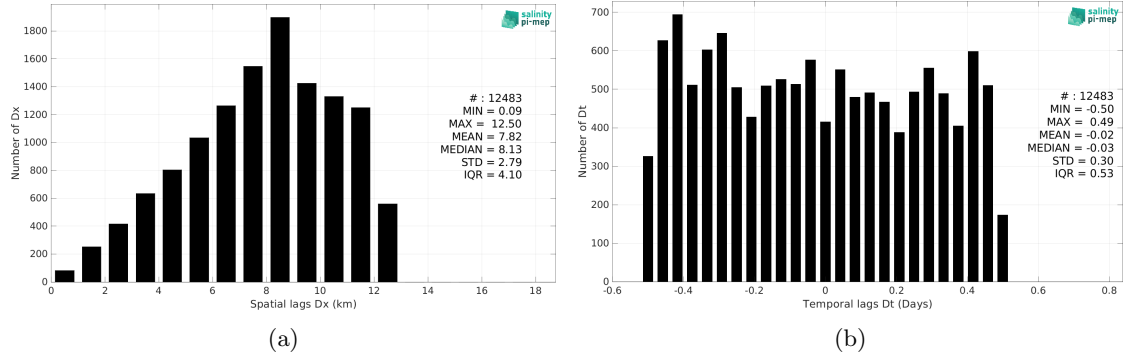 salinity
pi-mep
Number of Dx
1800
1600
1400
1200
1000
800
600
400
200
0
# : 12483
MIN = 0.09
MAX = 12.50
MEAN = 7.82
MEDIAN = 8.13
STD = 2.79
IQR = 4.10
0 2 4 6 8 10 12 14 16 18
Spatial lags Dx (km)
(a)
salinity
pi-mep
Number of Dt
700
600
500
400
300
200
100
0
# : 12483
MIN = -0.50
MAX = 0.49
MEAN = -0.02
MEDIAN = -0.03
STD = 0.30
IQR = 0.53
-0.6 -0.4 -0.2 0 0.2 0.4 0.6 0.8
Temporal lags Dt (Days)
(b)